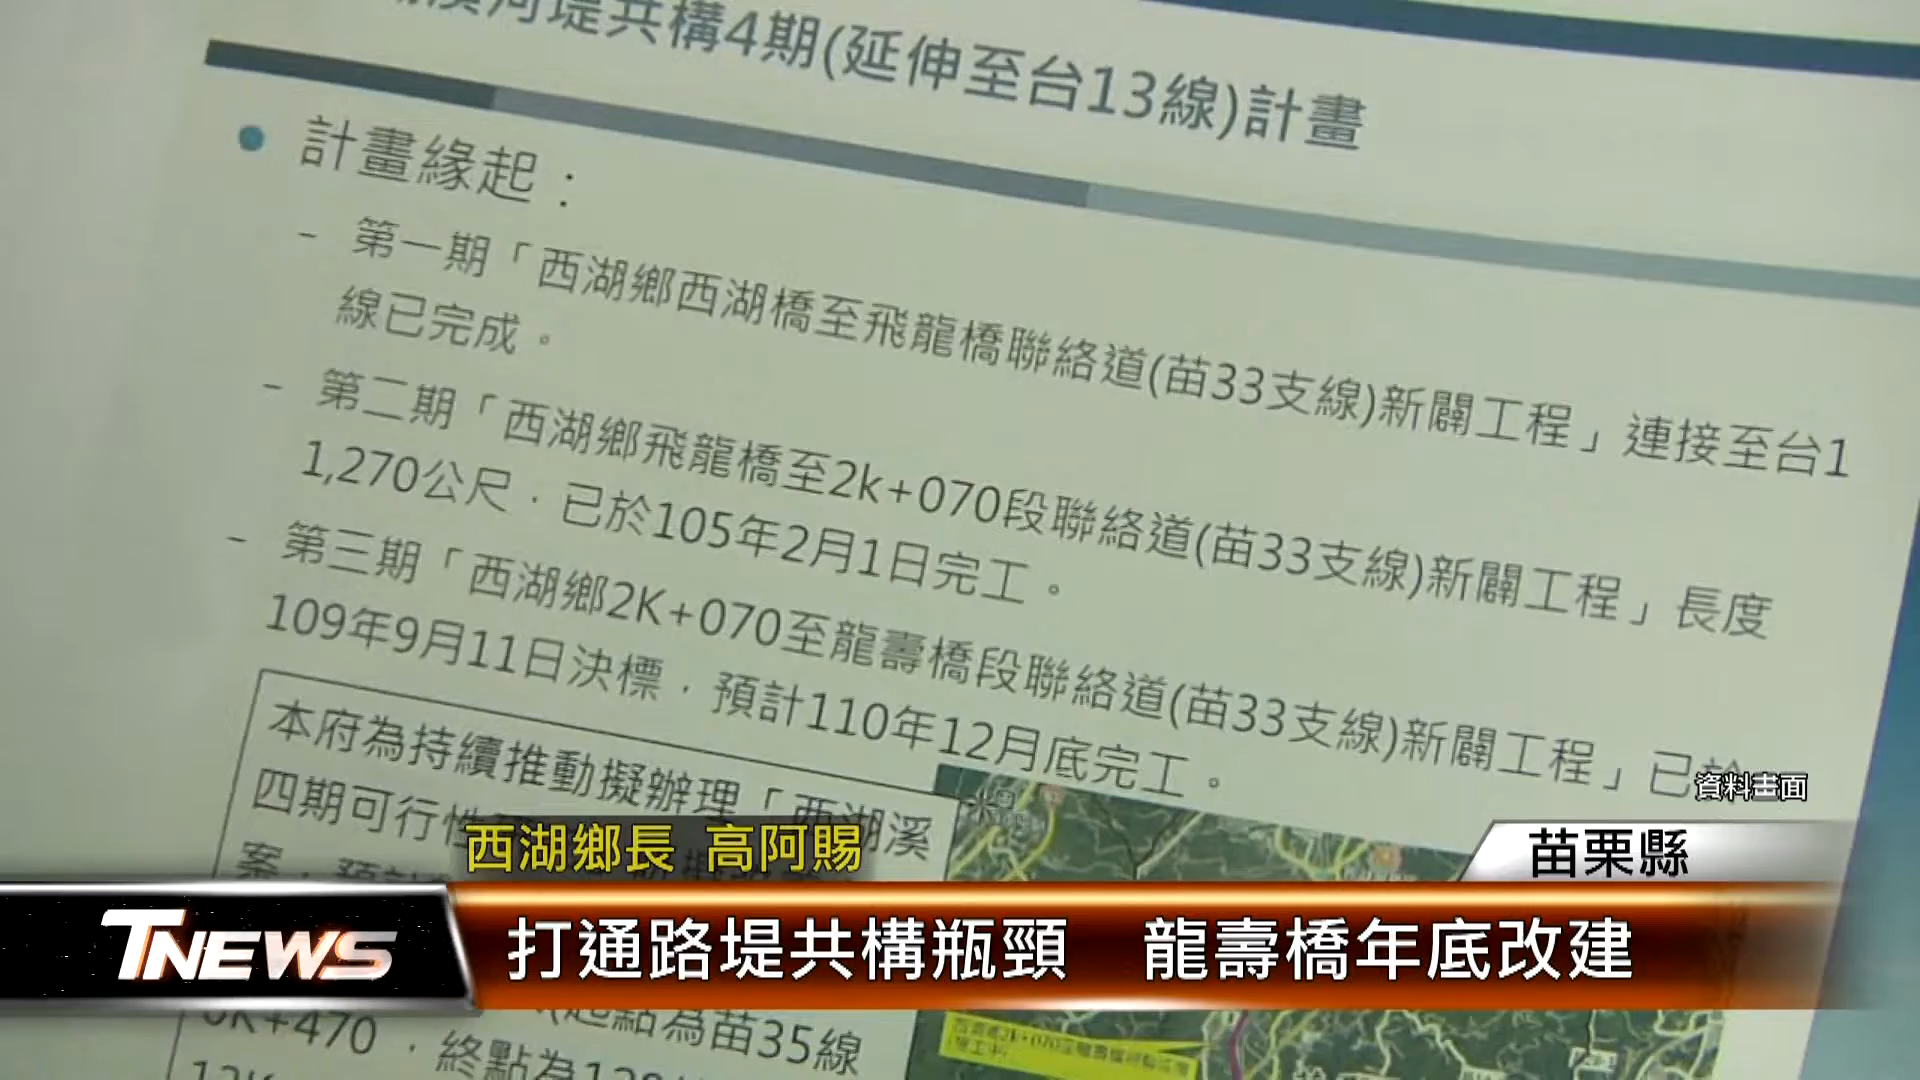 河堤共構4期(延伸至台13線)計畫
計畫緣起：
- 第一期「西湖鄉西湖橋至飛龍橋聯絡道(苗33支線)新闢工程」連接至台1
線已完成。
- 第二期「西湖鄉飛龍橋至2k+070段聯絡道(苗33支線)新闢工程」長度
1,270公尺，已於105年2月1日完工。
- 第三期「西湖鄉2K+070至龍壽橋段聯絡道(苗33支線)新闢工程」已於
109年9月11日決標，預計110年12月底完工。
本府為持續推動擬辦理「西湖溪
四期可行性
案，預計
資料畫面
西湖鄉長 高阿賜
苗栗縣
TNEWS
打通路堤共構瓶頸 龍壽橋年底改建
起點為苗35線
K+470，終點為128